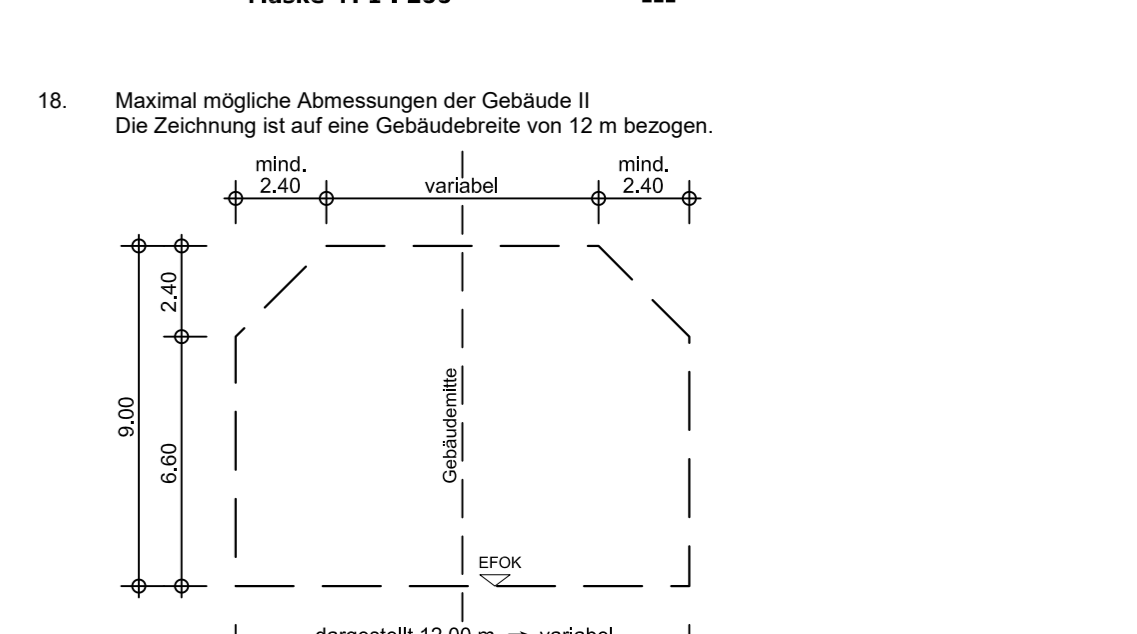 18. Maximal mögliche Abmessungen der Gebäude II
Die Zeichnung ist auf eine Gebäudebreite von 12 m bezogen.
mind.
2.40
variabel
mind.
2.40
2.40
9.00
6.60
Gebäudemitte
EFOK
dargestellt 12.00 m → variabel